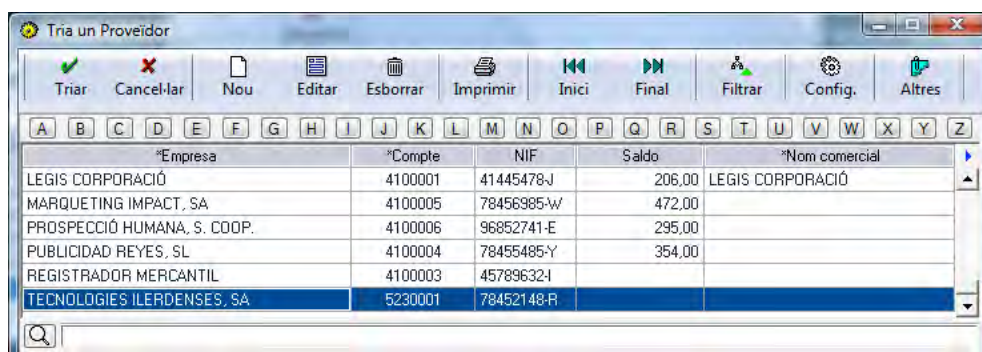 Tria un Proveïdor
Triar Cancel·lar Nou Editar Esborrar Imprimir Inici Final Filtrar Config. Altres
A B C D E F G H I J K L M N O P Q R S T U V W X Y Z
*Empresa *Compte NIF Saldo *Nom comercial
LEGIS CORPORACIÓ 4100001 41445478-J 206,00 LEGIS CORPORACIÓ
MARQUETING IMPACT, SA 4100005 78456985-W 472,00
PROSPECCIÓ HUMANA, S. COOP. 4100006 96852741-E 295,00
PUBLICIDAD REYES, SL 4100004 78455485-Y 354,00
REGISTRADOR MERCANTIL 4100003 45789632-I
TECNOLOGIES ILERDENSES, SA 5230001 78452148-R